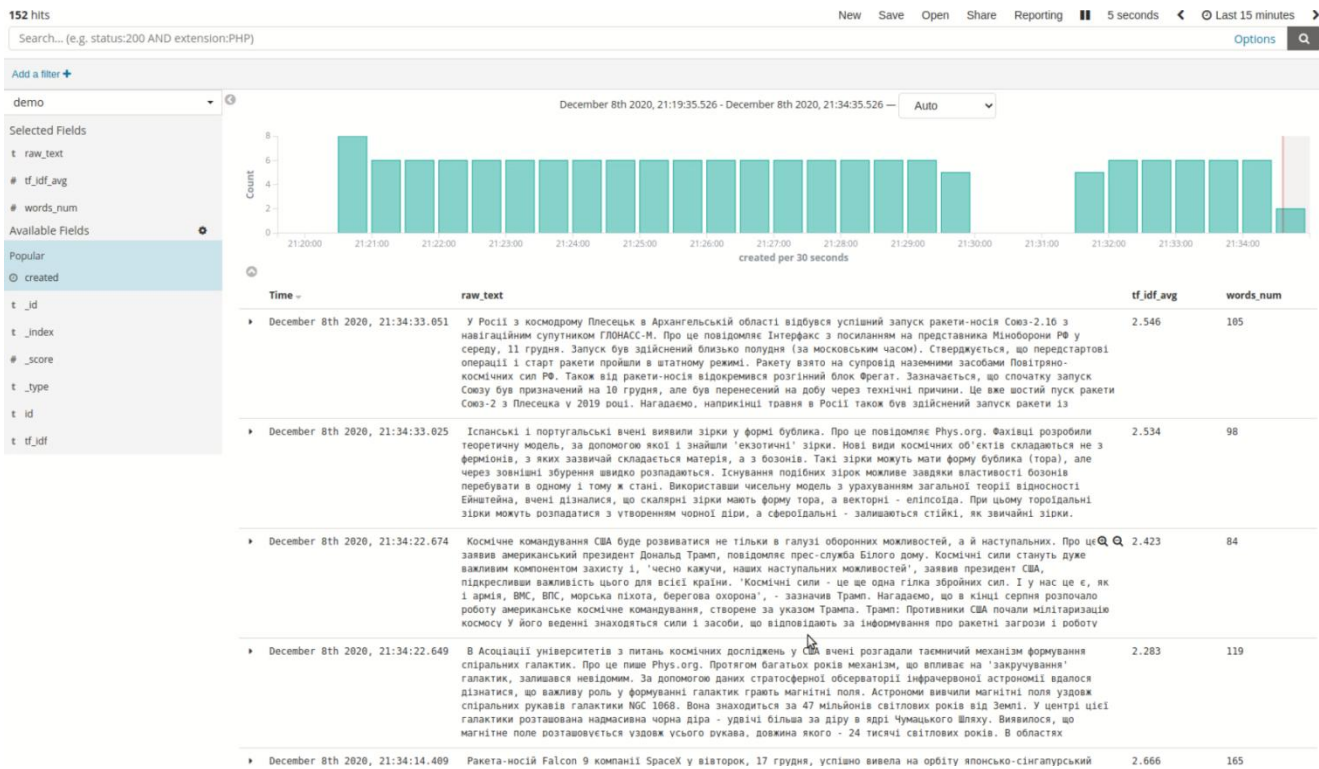 152 hits
New Save Open Share Reporting 5 seconds Last 15 minutes
Search... (e.g. status:200 AND extension:PHP)
Options
Add a filter
demo
December 8th 2020, 21:19:35.526 - December 8th 2020, 21:34:35.526 — Auto
Selected Fields
t raw_text
# tf_idf_avg
# words_num
Available Fields
Popular
created
t _id
t _index
# _score
t _type
t id
t tf_idf
Count
8
6
4
2
0
21:20:00 21:21:00 21:22:00 21:23:00 21:24:00 21:25:00 21:26:00 21:27:00 21:28:00 21:29:00 21:30:00 21:31:00 21:32:00 21:33:00 21:34:00
created per 30 seconds
Time raw_text tf_idf_avg words_num
December 8th 2020, 21:34:33.051 У Росії з космодрому Плесецьк в Архангельській області відбувся успішний запуск ракети-носія Союз-2.1б з 2.546 105
навігаційним супутником ГЛОНАСС-М. Про це повідомляє Інтерфакс з посиланням на представника Міноборони РФ у
середу, 11 грудня. Запуск був здійснений близько полудня (за московським часом). Стверджується, що передстартові
операції і старт ракети пройшли в штатному режимі. Ракету взято на супровід наземними засобами Повітряно-
космічних сил РФ. Також від ракети-носія відокремився розгінний блок Фрегат. Зазначається, що спочатку запуск
Союзу був призначений на 10 грудня, але був перенесений на добу через технічні причини. Це вже шостий пуск ракети
Союз-2 з Плесецка у 2019 році. Нагадаємо, наприкінці травня в Росії також був здійснений запуск ракети із
December 8th 2020, 21:34:33.025 Іспанські і португальські вчені виявили зірки у формі бублика. Про це повідомляє Phys.org. Фахівці розробили 2.534 98
теоретичну модель, за допомогою якої і знайшли 'екзотичні' зірки. Нові види космічних об'єктів складаються не з
ферміонів, з яких зазвичай складається матерія, а з бозонів. Такі зірки можуть мати форму бублика (тора), але
через зовнішні збурення швидко розпадаються. Існування подібних зірок можливе завдяки властивості бозонів
перебувати в одному і тому ж стані. Використавши чисельну модель з урахуванням загальної теорії відносності
Ейнштейна, вчені дізналися, що скалярні зірки мають форму тора, а векторні - еліпсоїда. При цьому тороїдальні
зірки можуть розпадатися з утворенням чорної діри, а сфероїдальні - залишаються стійкі, як звичайні зірки.
December 8th 2020, 21:34:22.674 Космічне командування США буде розвиватися не тільки в галузі оборонних можливостей, а й наступальних. Про це 2.423 84
заявив американський президент Дональд Трамп, повідомляє прес-служба Білого дому. Космічні сили стануть дуже
важливим компонентом захисту і, 'чесно кажучи, наших наступальних можливостей', заявив президент США,
підкресливши важливість цього для всієї країни. 'Космічні сили - це ще одна гілка збройних сил. І у нас це є, як
і армія, ВМС, ВПС, морська піхота, берегова охорона', - зазначив Трамп. Нагадаємо, що в кінці серпня розпочало
роботу американське космічне командування, створене за указом Трампа. Трамп: Противники США почали мілітаризацію
космосу У його веденні знаходяться сили і засоби, що відповідають за інформування про ракетні загрози і роботу
December 8th 2020, 21:34:22.649 В Асоціації університетів з питань космічних досліджень у США вчені розгадали таємничий механізм формування 2.283 119
спіральних галактик. Про це пише Phys.org. Протягом багатьох років механізм, що впливає на 'закручування'
галактик, залишався невідомим. За допомогою даних стратосферної обсерваторії інфрачервоної астрономії вдалося
дізнатися, що важливу роль у формуванні галактик грають магнітні поля. Астрономи вивчили магнітні поля уздовж
спіральних рукавів галактики NGC 1068. Вона знаходиться за 47 мільйонів світлових років від Землі. У центрі цієї
галактики розташована надмасивна чорна діра - удвічі більша за діру в ядрі Чумацького Шляху. Виявилося, що
магнітне поле розташовується уздовж усього рукава, довжина якого - 24 тисячі світлових років. В областях
December 8th 2020, 21:34:14.409 Ракета-носій Falcon 9 компанії SpaceX у вівторок, 17 грудня, успішно вивела на орбіту японсько-сінгапурський 2.666 165